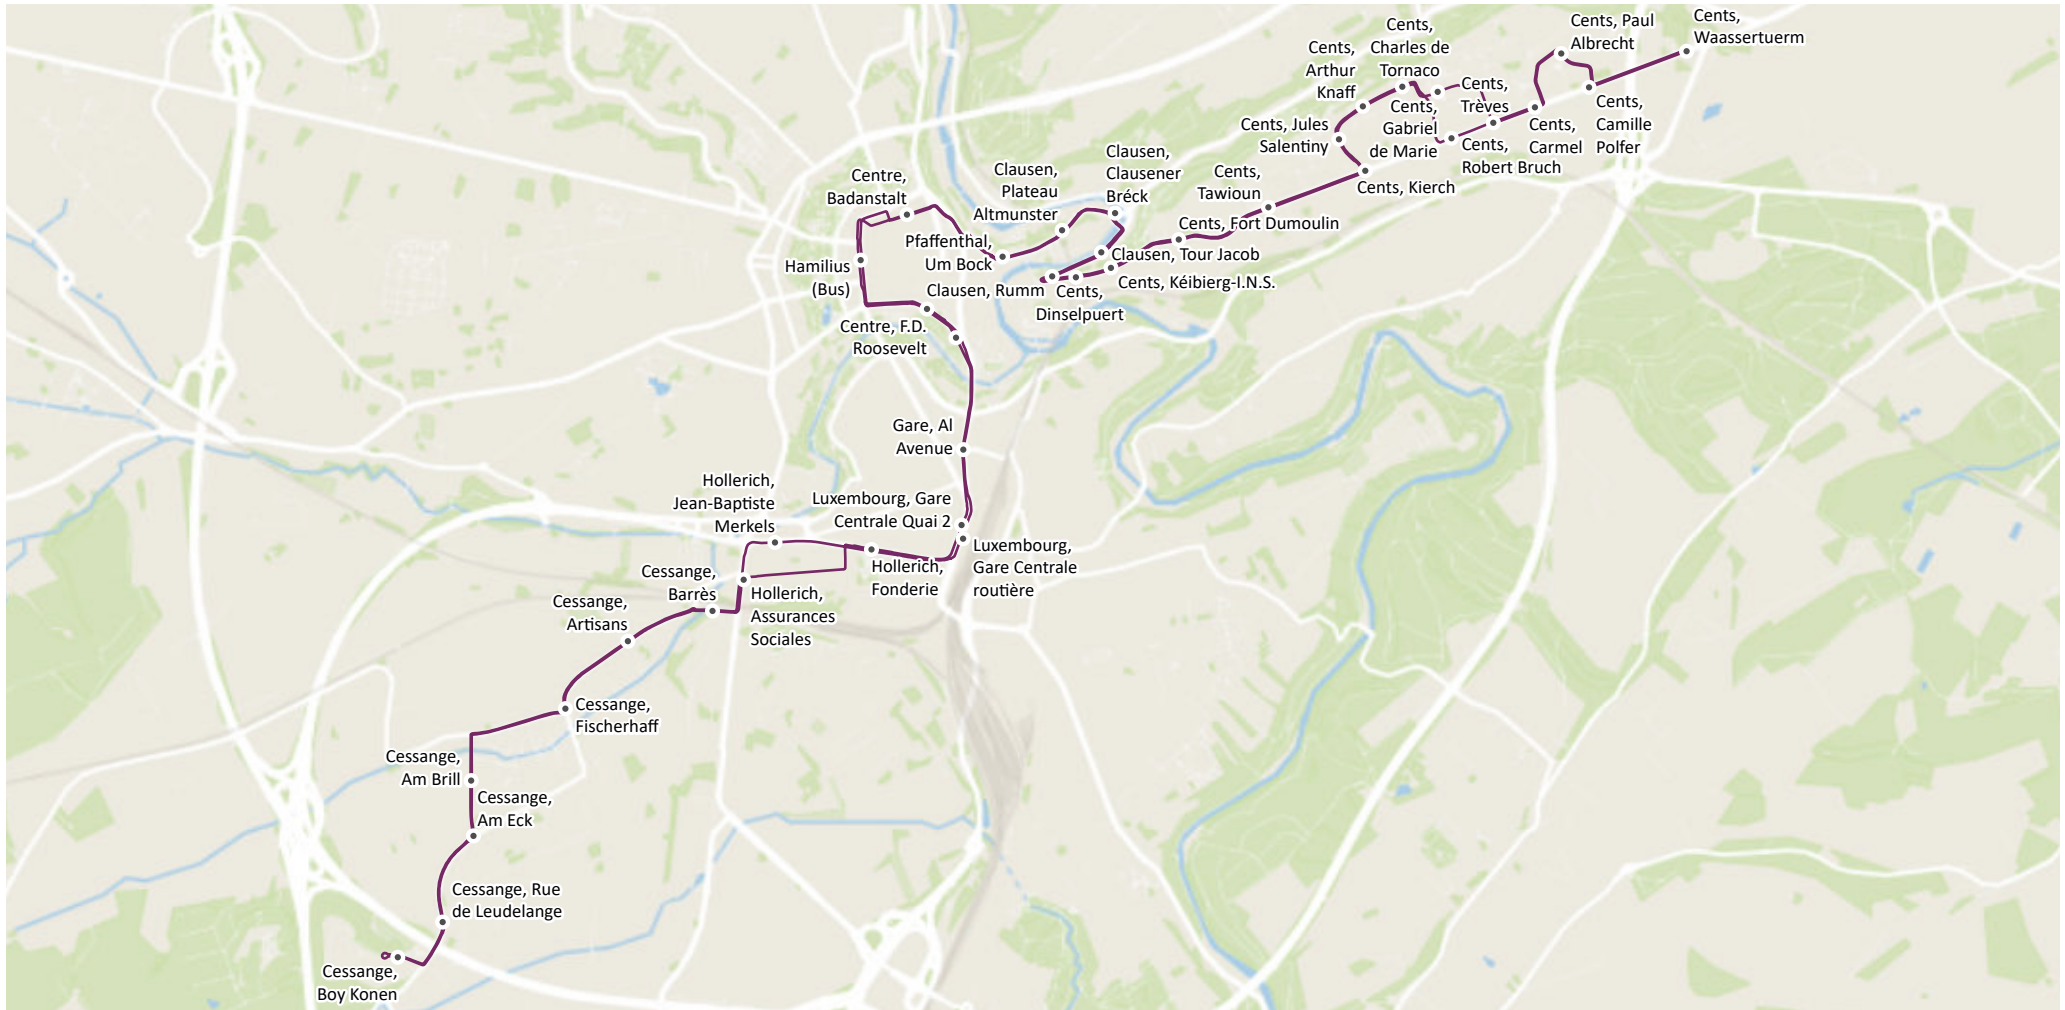 Cents,
Waassertuerm
Cents, Paul
Albrecht
Cents,
Camille
Polfer
Cents,
Carmel
Cents,
Trèves
Cents,
Robert Bruch
Cents,
Gabriel
de Marie
Cents,
Charles de
Tornaco
Cents,
Arthur
Knaff
Cents, Jules
Salentiny
Cents, Kierch
Cents,
Tawioun
Cents, Fort Dumoulin
Cents, Kéibierg-I.N.S.
Cents,
Dinselpuert
Clausen, Rumm
Clausen, Tour Jacob
Clausen,
Clausener
Bréck
Clausen,
Plateau
Altmunster
Pfaffenthal,
Um Bock
Centre,
Badanstalt
Hamilius
(Bus)
Centre, F.D.
Roosevelt
Gare, Al
Avenue
Luxembourg, Gare
Centrale Quai 2
Luxembourg,
Gare Centrale
routière
Hollerich,
Fonderie
Hollerich,
Jean-Baptiste
Merkels
Hollerich,
Assurances
Sociales
Cessange,
Barrès
Cessange,
Artisans
Cessange,
Fischerhaff
Cessange,
Am Brill
Cessange,
Am Eck
Cessange, Rue
de Leudelange
Cessange,
Boy Konen